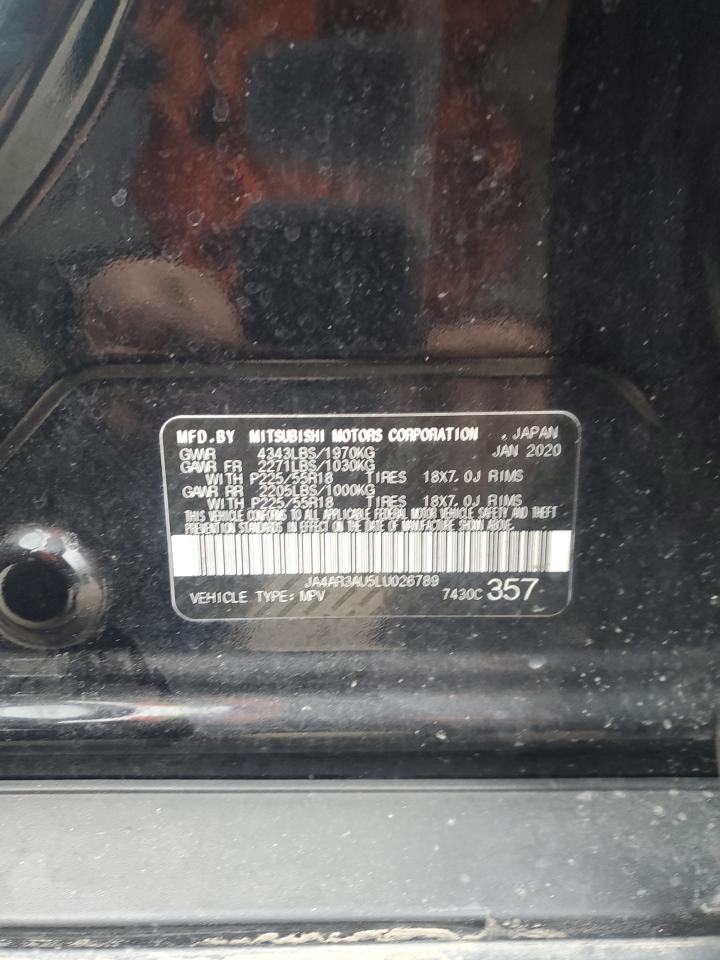 MFD.BY MITSUBISHI MOTORS CORPORATION , JAPAN
GVWR 4343LBS/1970KG JAN 2020
GAWR FR 2271LBS/1030KG
WITH P225/55R18 TIRES 18X7.0J RIMS
GAWR RR 2205LBS/1000KG
WITH P225/55R18 TIRES 18X7.0J RIMS
THIS VEHICLE CONFORMS TO ALL APPLICABLE FEDERAL MOTOR VEHICLE SAFETY AND THEFT
PREVENTION STANDARDS IN EFFECT ON THE DATE OF MANUFACTURE SHOWN ABOVE.
JA4AR3AU5LU026789
VEHICLE TYPE: MPV 7430C 357